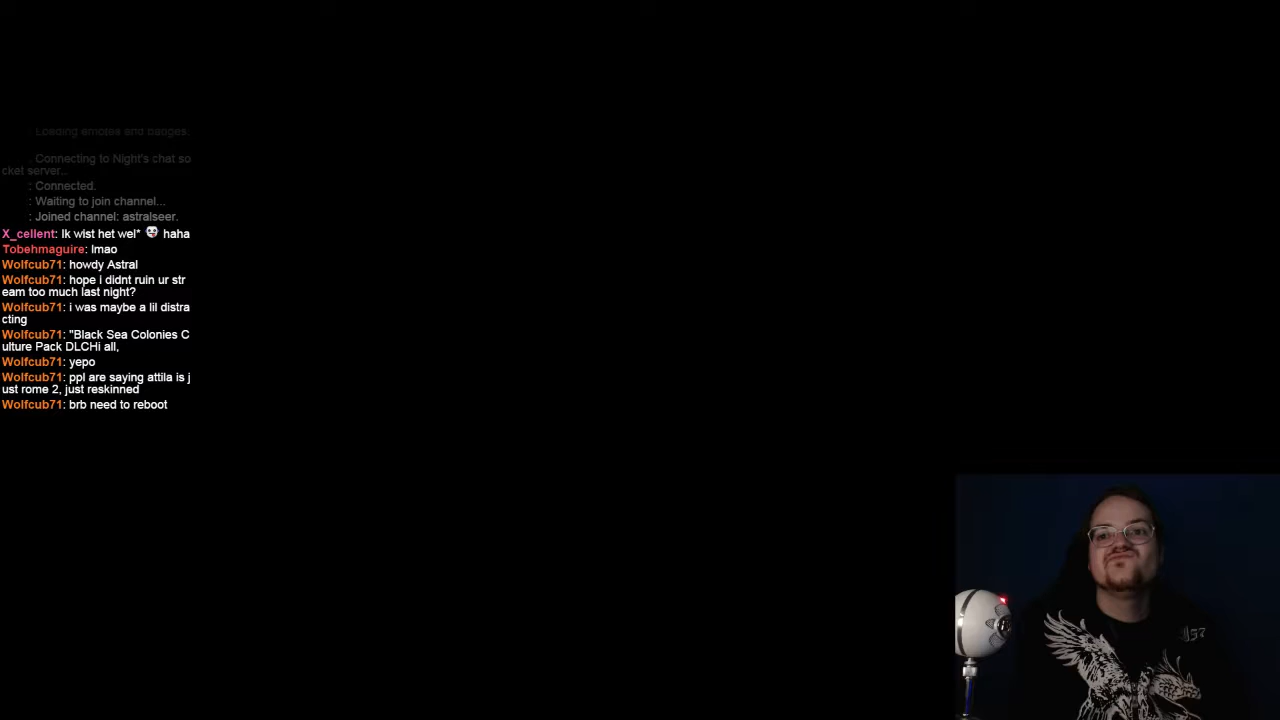 : Loading emotes and badges.
: Connecting to Night's chat so
cket server..
: Connected.
: Waiting to join channel...
: Joined channel: astralseer.
X_cellent: Ik wist het wel* haha
Tobehmaguire: lmao
Wolfcub71: howdy Astral
Wolfcub71: hope i didnt ruin ur str
eam too much last night?
Wolfcub71: i was maybe a lil distra
cting
Wolfcub71: "Black Sea Colonies C
ulture Pack DLCHi all,
Wolfcub71: yepo
Wolfcub71: ppl are saying attila is j
ust rome 2, just reskinned
Wolfcub71: brb need to reboot